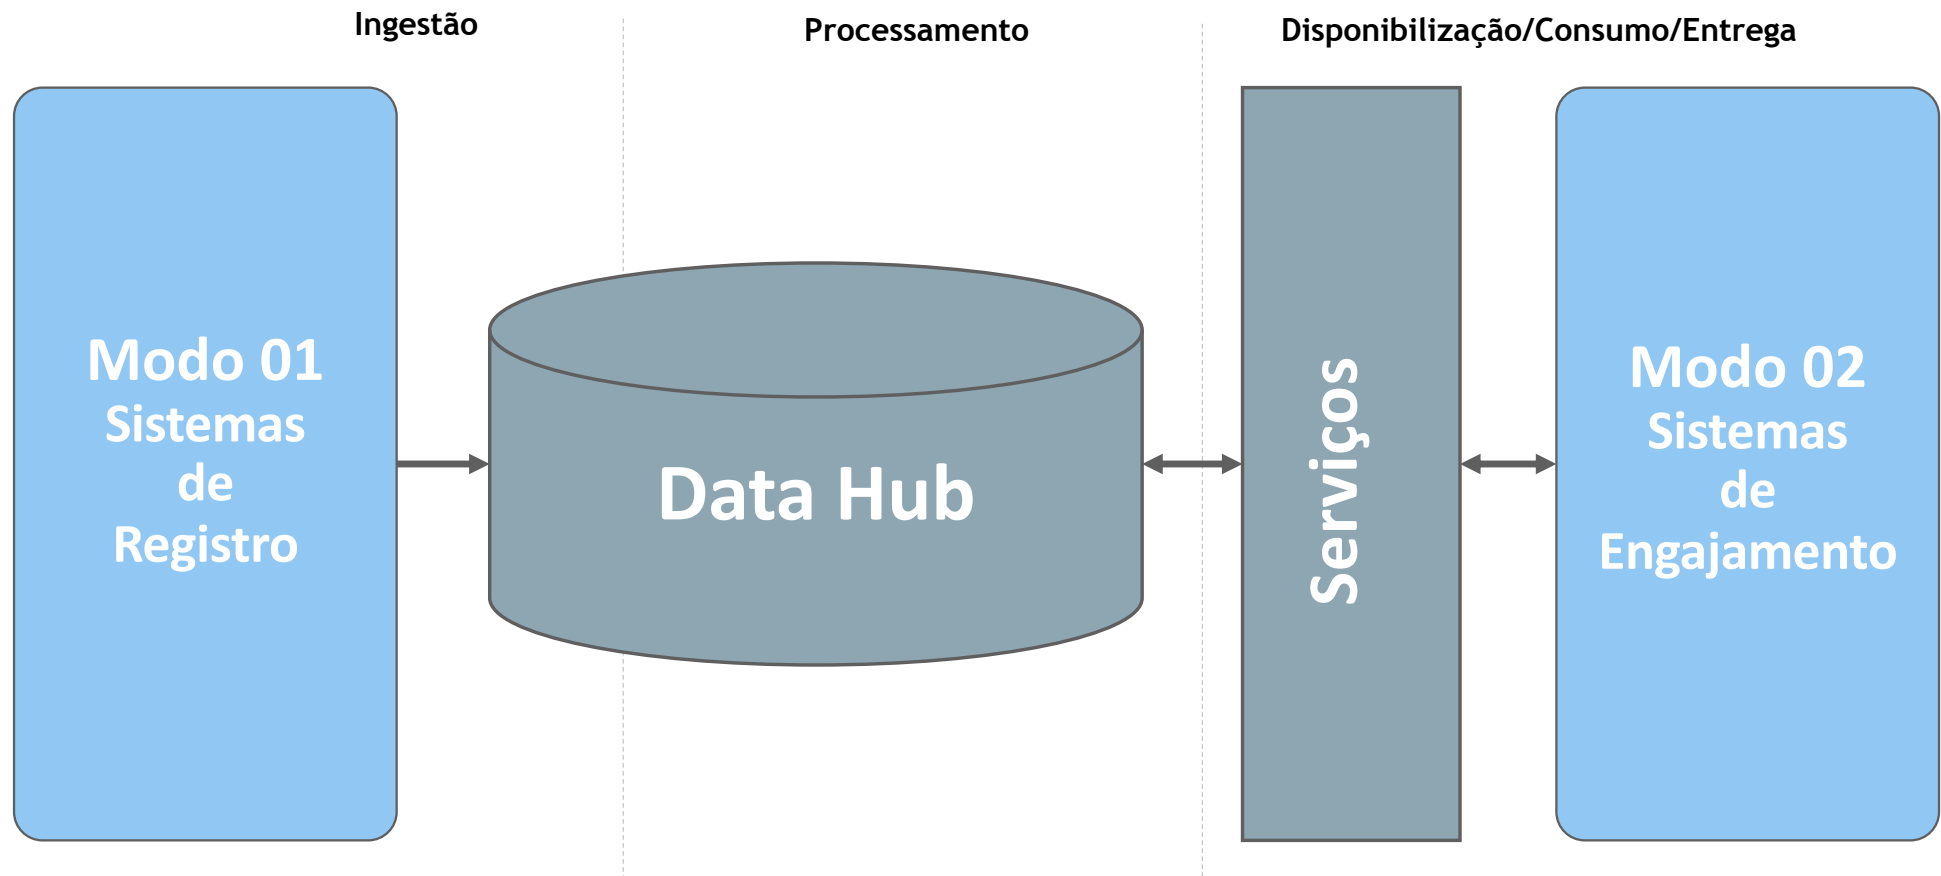 Ingestão
Processamento
Disponibilização/Consumo/Entrega
Modo 01
Sistemas
de
Registro
Data Hub
Serviços
Modo 02
Sistemas
de
Engajamento